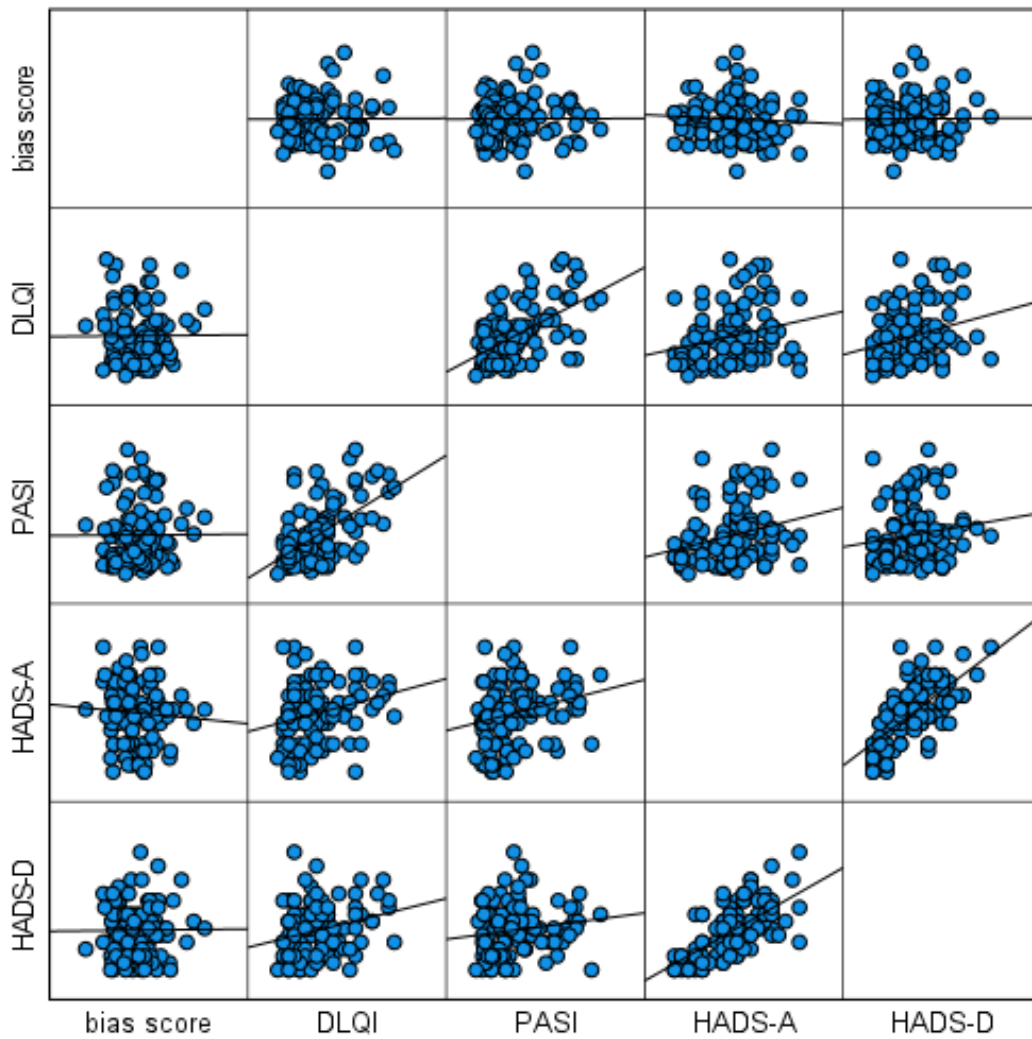 bias score
DLQI
PASI
HADS-A
HADS-D
bias score
DLQI
PASI
HADS-A
HADS-D